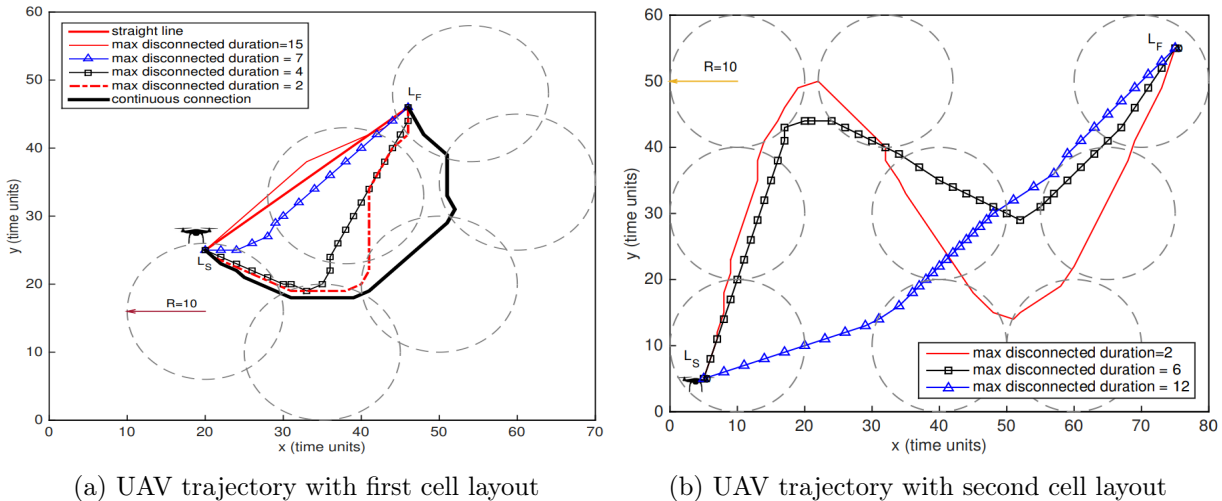 60
50
40
30
20
10
0
y (time units)
straight line
max disconnected duration=15
max disconnected duration = 7
max disconnected duration = 4
max disconnected duration = 2
continuous connection
L_F
L_S
R=10
0 10 20 30 40 50 60 70
x (time units)
(a) UAV trajectory with first cell layout
60
50
40
30
20
10
0
y (time units)
R=10
L_F
L_S
max disconnected duration=2
max disconnected duration = 6
max disconnected duration = 12
0 10 20 30 40 50 60 70 80
x (time units)
(b) UAV trajectory with second cell layout